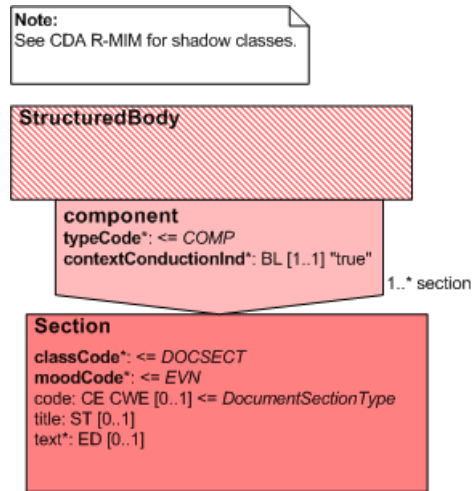 Note:
See CDA R-MIM for shadow classes.
StructuredBody
component
typeCode*: <= COMP
contextConductionInd*: BL [1..1] "true"
1..* section
Section
classCode*: <= DOCSECT
moodCode*: <= EVN
code: CE CWE [0..1] <= DocumentSectionType
title: ST [0..1]
text*: ED [0..1]